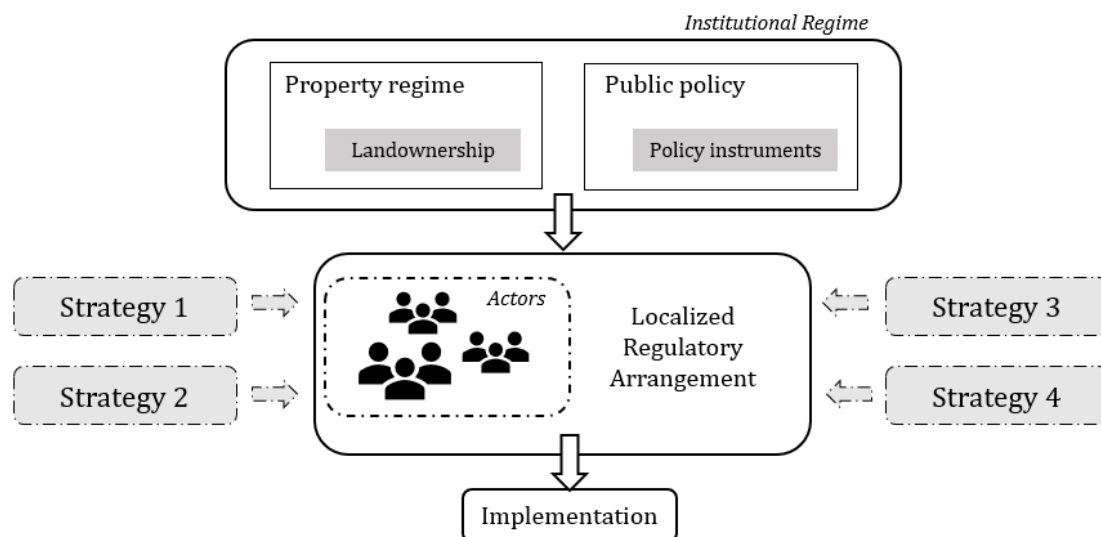 Institutional Regime
Property regime
Public policy
Landownership
Policy instruments
Actors
Strategy 1
Strategy 3
Localized
Regulatory
Arrangement
Strategy 2
Strategy 4
Implementation